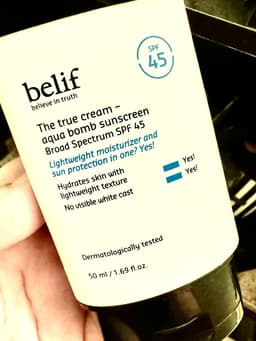 SPF
45
belif
believe in truth
The true cream –
aqua bomb sunscreen
Broad Spectrum SPF 45
Lightweight moisturizer and
sun protection in one? Yes!
Hydrates skin with
lightweight texture
Yes!
No visible white cast
Yes!
Dermatologically tested
50 ml / 1.69 fl.oz.